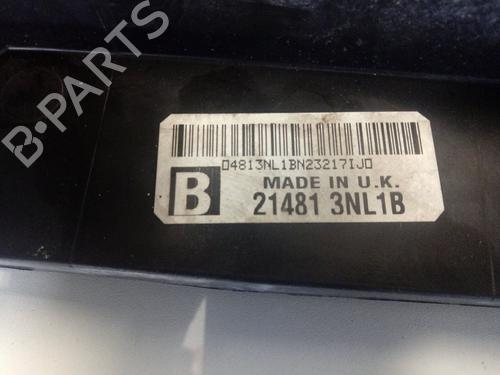 B-PARTS
04813NL1BN23217IJ0
B
MADE IN U.K.
21481 3NL1B